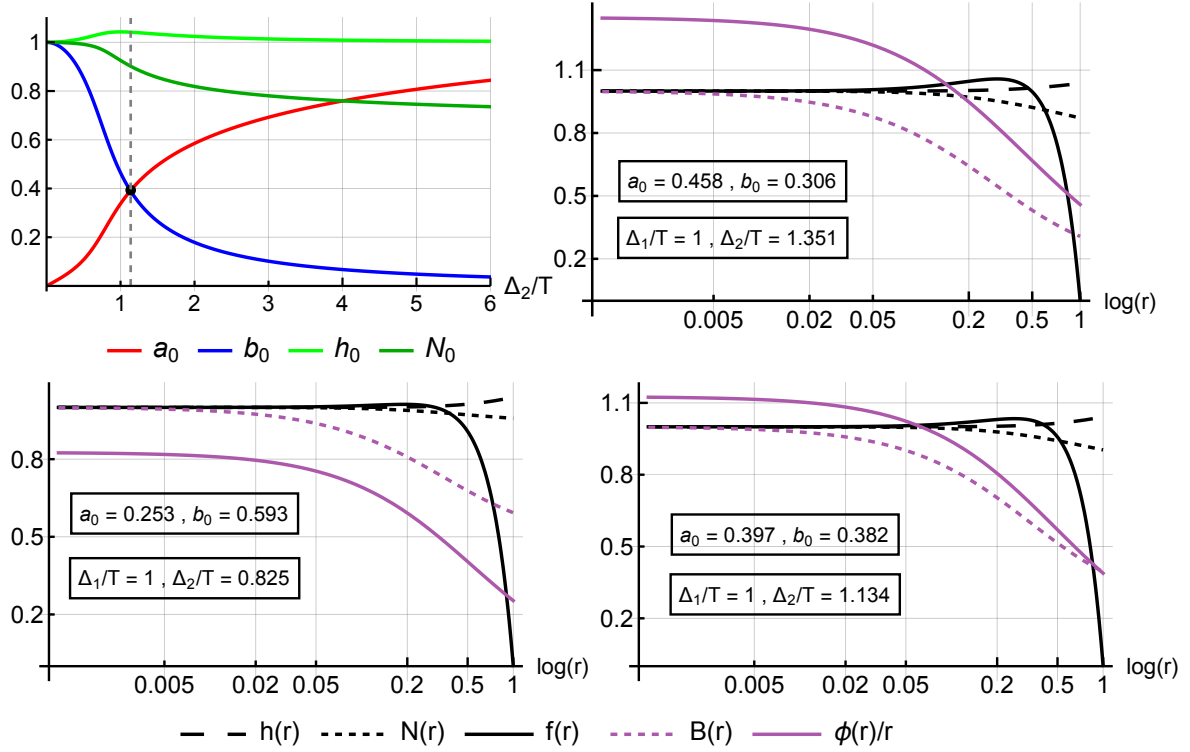 1
0.8
0.6
0.4
0.2
1 2 3 4 5 6
Δ₂/T
a₀ b₀ h₀ N₀
1.1
0.8
0.5
0.2
a₀ = 0.458 , b₀ = 0.306
Δ₁/T = 1 , Δ₂/T = 1.351
0.005 0.02 0.05 0.2 0.5 1
log(r)
0.8
0.5
0.2
a₀ = 0.253 , b₀ = 0.593
Δ₁/T = 1 , Δ₂/T = 0.825
0.005 0.02 0.05 0.2 0.5 1
log(r)
1.1
0.8
0.5
0.2
a₀ = 0.397 , b₀ = 0.382
Δ₁/T = 1 , Δ₂/T = 1.134
0.005 0.02 0.05 0.2 0.5 1
log(r)
h(r) N(r) f(r) B(r) ϕ(r)/r